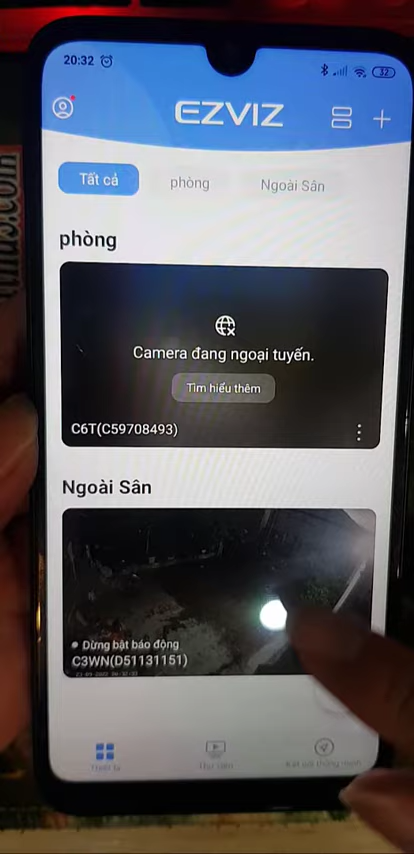 20:32
32
EZVIZ
Tất cả
phòng
Ngoài Sân
phòng
Camera đang ngoại tuyến.
Tìm hiểu thêm
C6T(C59708493)
Ngoài Sân
Dừng bật báo động
C3WN(D51131151)